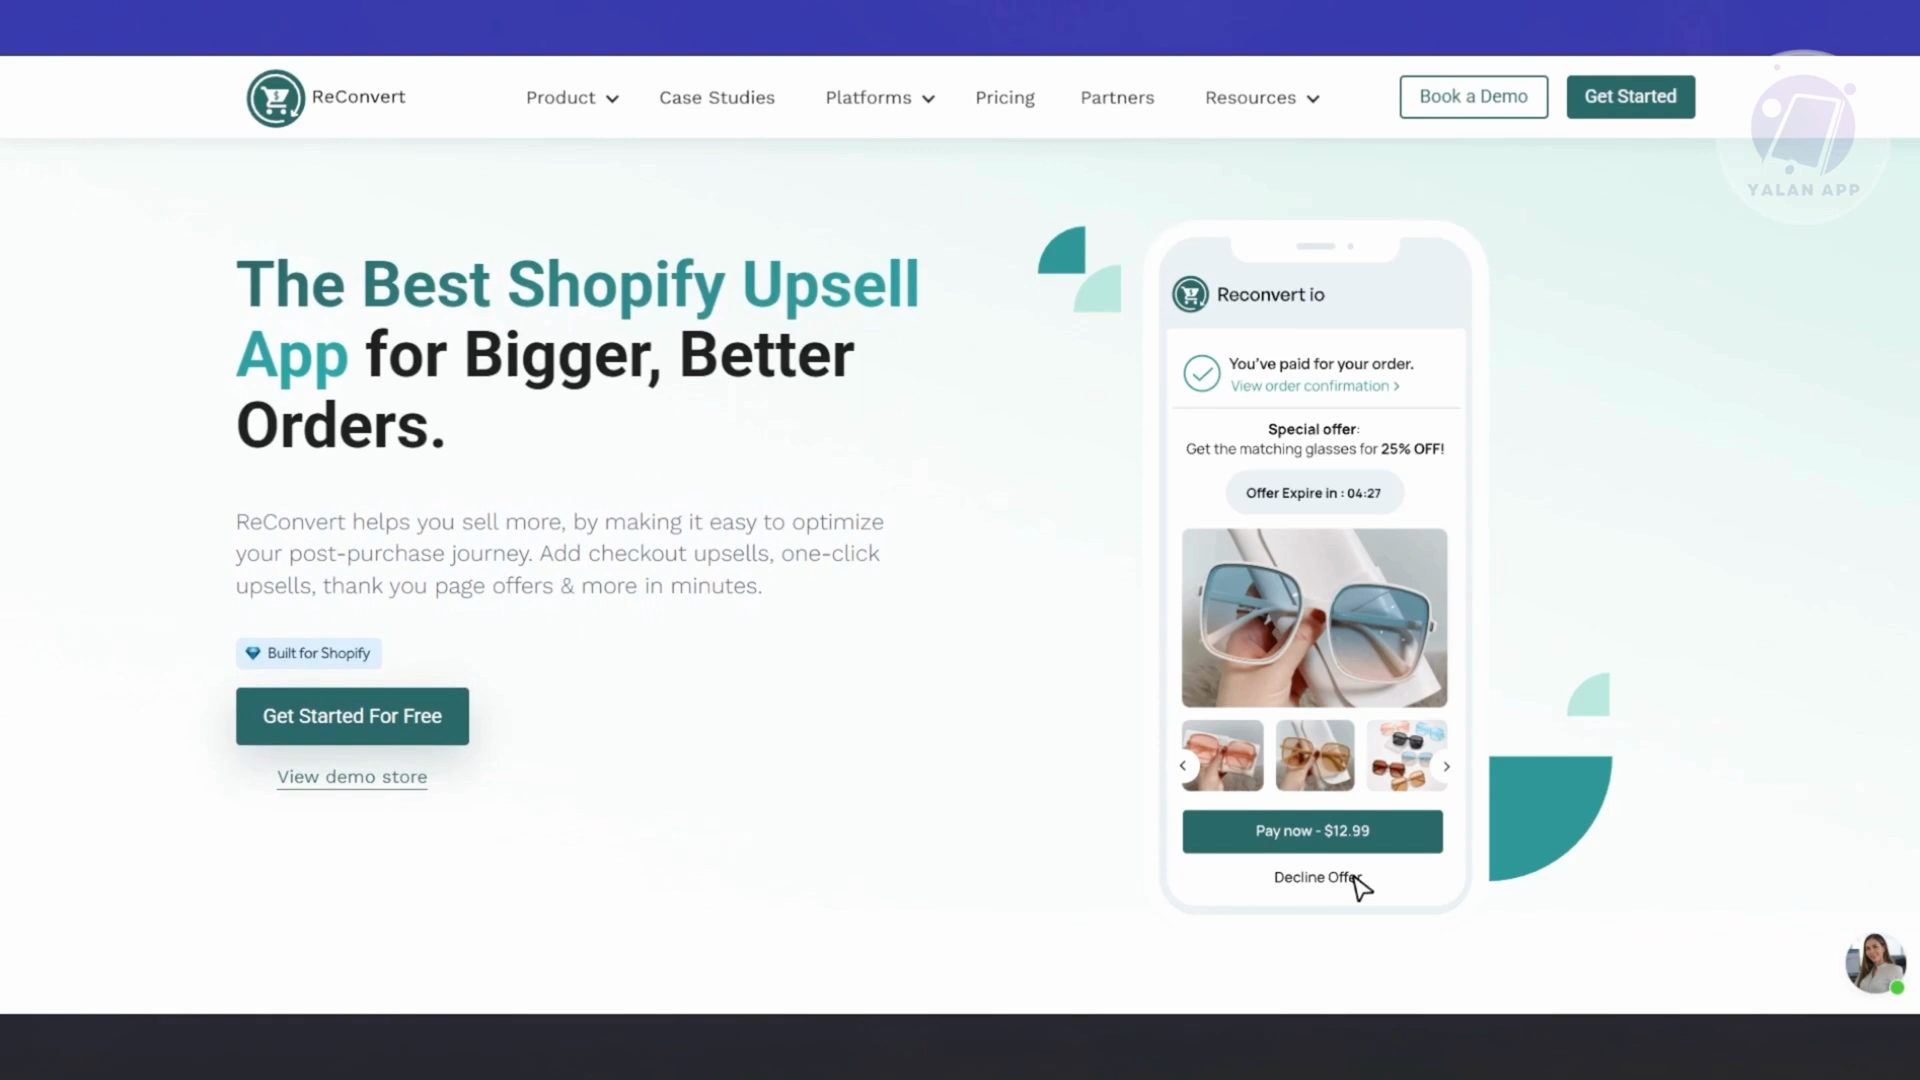 ReConvert
Product
Case Studies
Platforms
Pricing
Partners
Resources
Book a Demo
Get Started
YALAN APP
The Best Shopify Upsell
App for Bigger, Better
Orders.
ReConvert helps you sell more, by making it easy to optimize
your post-purchase journey. Add checkout upsells, one-click
upsells, thank you page offers & more in minutes.
Built for Shopify
Get Started For Free
View demo store
Reconvert io
You've paid for your order.
View order confirmation >
Special offer:
Get the matching glasses for 25% OFF!
Offer Expire in : 04:27
Pay now - $12.99
Decline Offer